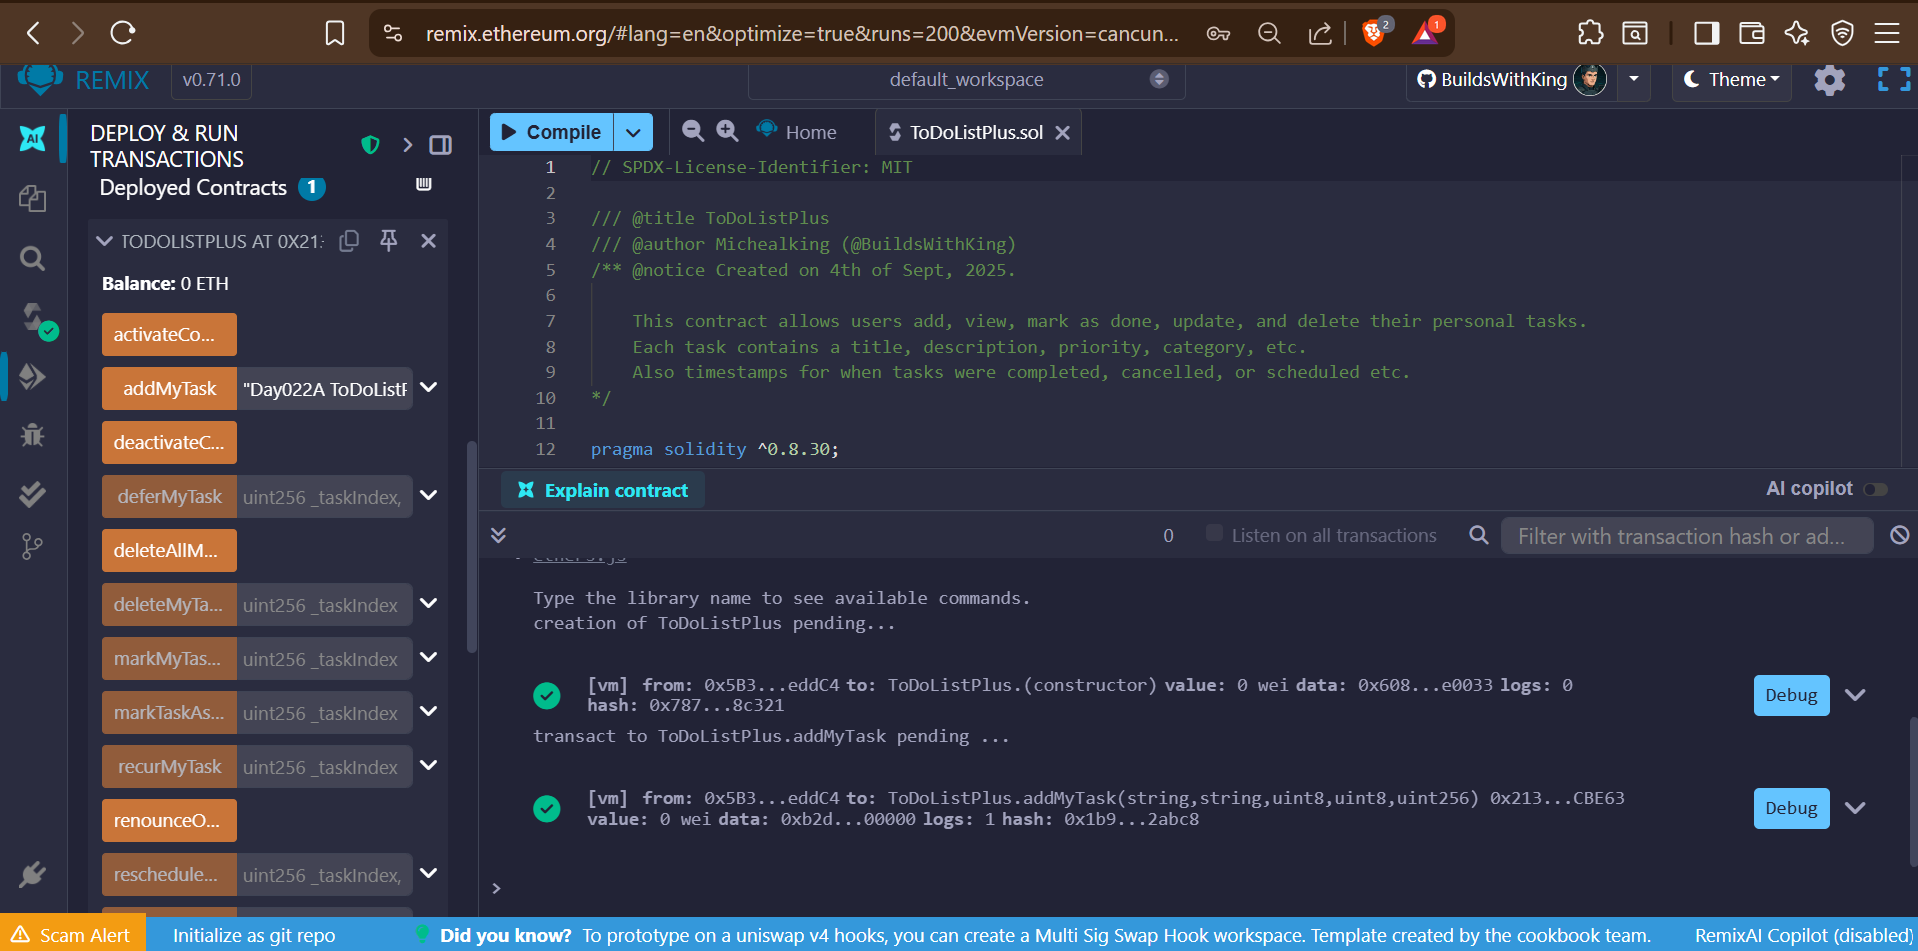 remix.ethereum.org/#lang=en&optimize=true&runs=200&evmVersion=cancun...
2
1
REMIX
v0.71.0
default_workspace
BuildsWithKing
Theme
AI
DEPLOY & RUN
TRANSACTIONS
Deployed Contracts 1
TODOLISTPLUS AT 0X21
Balance: 0 ETH
activateCo...
addMyTask "Day022A ToDoListP
deactivateC...
deferMyTask uint256 _taskIndex,
deleteAllM...
deleteMyTa... uint256 _taskIndex
markMyTas... uint256 _taskIndex
markTaskAs... uint256 _taskIndex
recurMyTask uint256 _taskIndex
renounceO...
reschedule... uint256 _taskIndex,
Compile
Home
ToDoListPlus.sol
1 // SPDX-License-Identifier: MIT
2
3 /// @title ToDoListPlus
4 /// @author Michealking (@BuildsWithKing)
5 /** @notice Created on 4th of Sept, 2025.
6
7 This contract allows users add, view, mark as done, update, and delete their personal tasks.
8 Each task contains a title, description, priority, category, etc.
9 Also timestamps for when tasks were completed, cancelled, or scheduled etc.
10 */
11
12 pragma solidity ^0.8.30;
Explain contract
AI copilot
0 Listen on all transactions Filter with transaction hash or ad...
ethers.js
Type the library name to see available commands.
creation of ToDoListPlus pending...
[vm] from: 0x5B3...eddC4 to: ToDoListPlus.(constructor) value: 0 wei data: 0x608...e0033 logs: 0
hash: 0x787...8c321
Debug
transact to ToDoListPlus.addMyTask pending ...
[vm] from: 0x5B3...eddC4 to: ToDoListPlus.addMyTask(string,string,uint8,uint8,uint256) 0x213...CBE63
value: 0 wei data: 0xb2d...00000 logs: 1 hash: 0x1b9...2abc8
Debug
>
Scam Alert
Initialize as git repo
Did you know? To prototype on a uniswap v4 hooks, you can create a Multi Sig Swap Hook workspace. Template created by the cookbook team.
RemixAI Copilot (disabled)